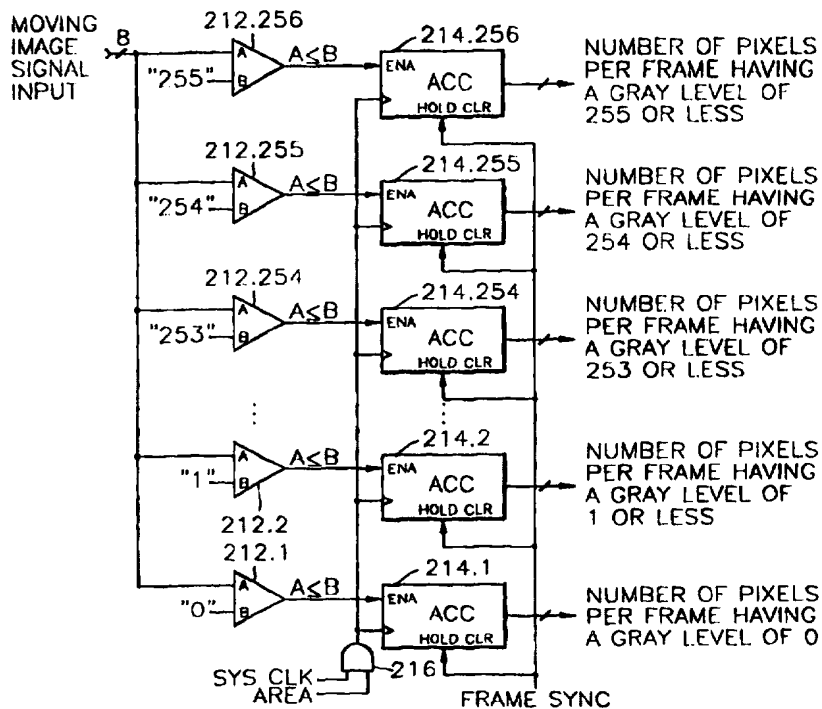 MOVING
IMAGE
SIGNAL
INPUT
8
212.256
A
B
"255"
A≤B
214.256
ENA
ACC
HOLD CLR
NUMBER OF PIXELS
PER FRAME HAVING
A GRAY LEVEL OF
255 OR LESS
212.255
A
B
"254"
A≤B
214.255
ENA
ACC
HOLD CLR
NUMBER OF PIXELS
PER FRAME HAVING
A GRAY LEVEL OF
254 OR LESS
212.254
A
B
"253"
A≤B
214.254
ENA
ACC
HOLD CLR
NUMBER OF PIXELS
PER FRAME HAVING
A GRAY LEVEL OF
253 OR LESS
A
B
"1"
A≤B
212.2
214.2
ENA
ACC
HOLD CLR
NUMBER OF PIXELS
PER FRAME HAVING
A GRAY LEVEL OF
1 OR LESS
212.1
A
B
"0"
A≤B
214.1
ENA
ACC
HOLD CLR
NUMBER OF PIXELS
PER FRAME HAVING
A GRAY LEVEL OF 0
SYS CLK
AREA
216
FRAME SYNC